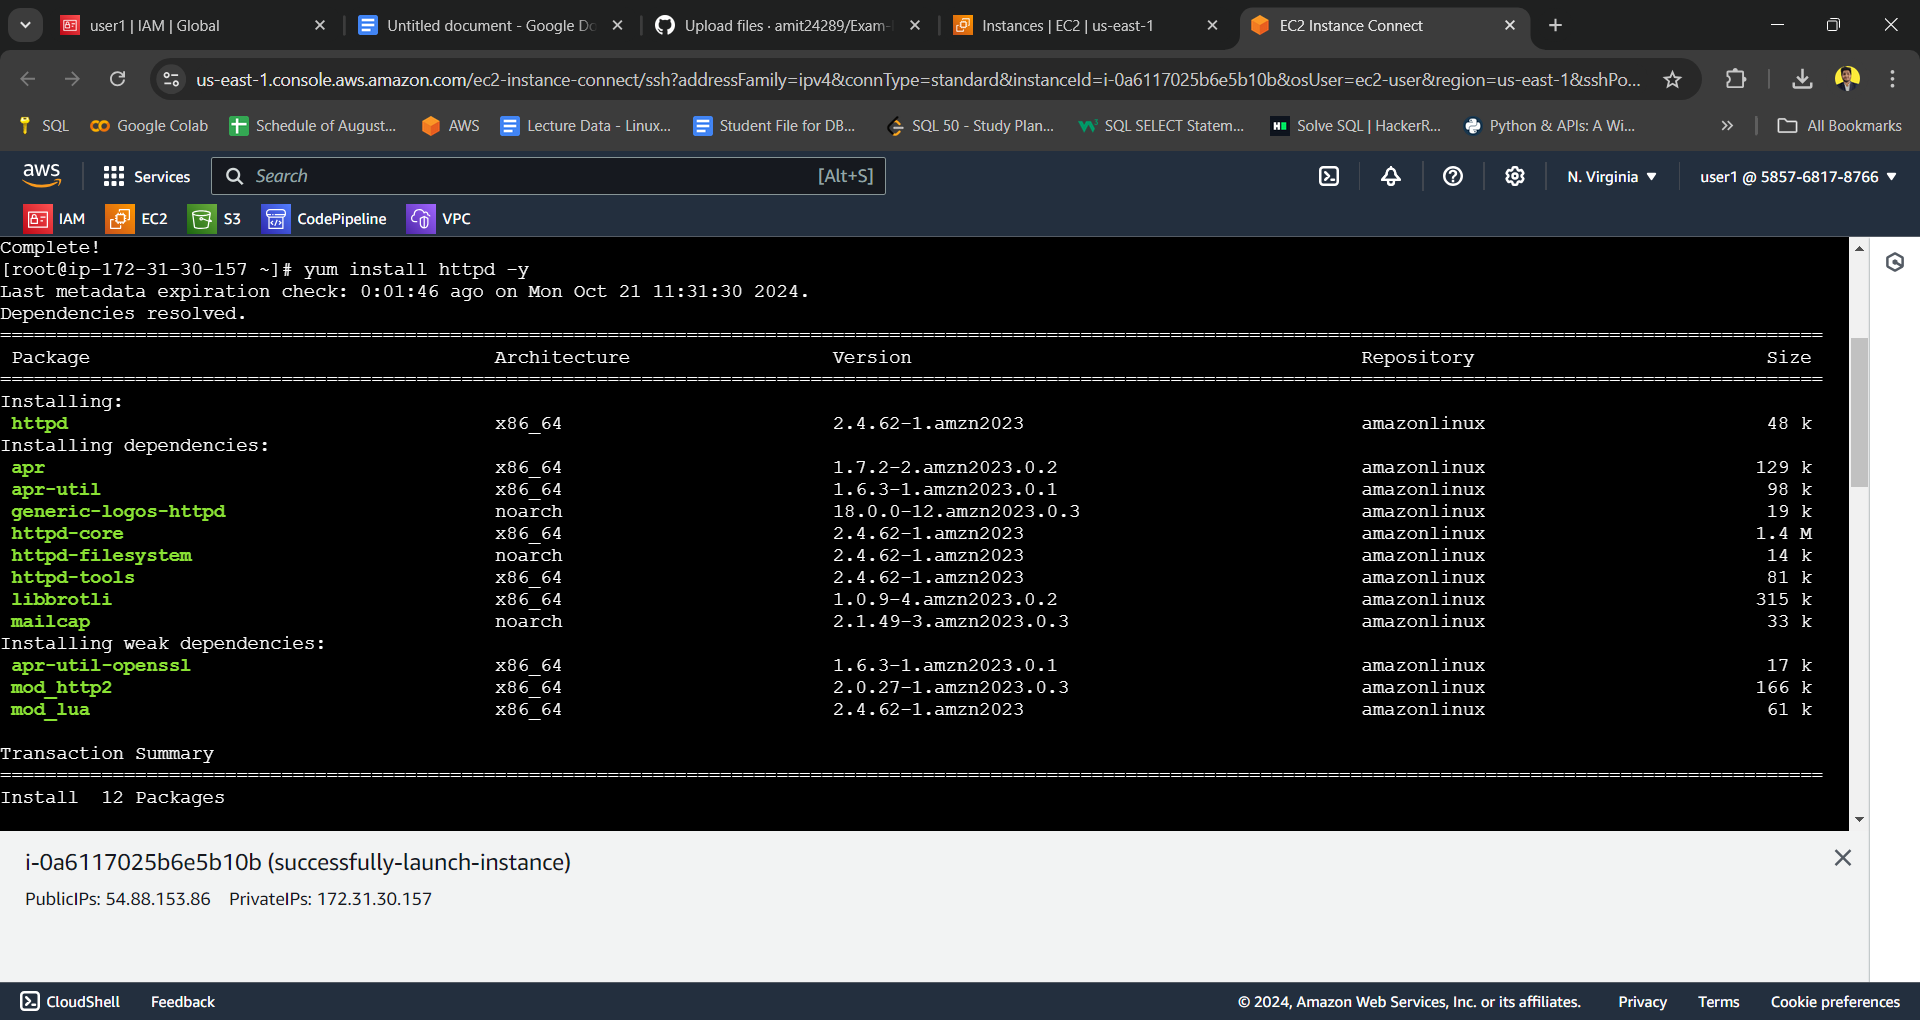 user1 | IAM | Global
Untitled document - Google Do
Upload files · amit24289/Exam-
Instances | EC2 | us-east-1
EC2 Instance Connect
us-east-1.console.aws.amazon.com/ec2-instance-connect/ssh?addressFamily=ipv4&connType=standard&instanceId=i-0a6117025b6e5b10b&osUser=ec2-user&region=us-east-1&sshPo...
SQL
Google Colab
Schedule of August...
AWS
Lecture Data - Linux...
Student File for DB...
SQL 50 - Study Plan...
SQL SELECT Statem...
Solve SQL | HackerR...
Python & APIs: A Wi...
All Bookmarks
aws
Services
Search
[Alt+S]
N. Virginia
user1 @ 5857-6817-8766
IAM
EC2
S3
CodePipeline
VPC
Complete!
[root@ip-172-31-30-157 ~]# yum install httpd -y
Last metadata expiration check: 0:01:46 ago on Mon Oct 21 11:31:30 2024.
Dependencies resolved.
Package Architecture Version Repository Size
Installing:
httpd x86_64 2.4.62-1.amzn2023 amazonlinux 48 k
Installing dependencies:
apr x86_64 1.7.2-2.amzn2023.0.2 amazonlinux 129 k
apr-util x86_64 1.6.3-1.amzn2023.0.1 amazonlinux 98 k
generic-logos-httpd noarch 18.0.0-12.amzn2023.0.3 amazonlinux 19 k
httpd-core x86_64 2.4.62-1.amzn2023 amazonlinux 1.4 M
httpd-filesystem noarch 2.4.62-1.amzn2023 amazonlinux 14 k
httpd-tools x86_64 2.4.62-1.amzn2023 amazonlinux 81 k
libbrotli x86_64 1.0.9-4.amzn2023.0.2 amazonlinux 315 k
mailcap noarch 2.1.49-3.amzn2023.0.3 amazonlinux 33 k
Installing weak dependencies:
apr-util-openssl x86_64 1.6.3-1.amzn2023.0.1 amazonlinux 17 k
mod_http2 x86_64 2.0.27-1.amzn2023.0.3 amazonlinux 166 k
mod_lua x86_64 2.4.62-1.amzn2023 amazonlinux 61 k
Transaction Summary
Install 12 Packages
i-0a6117025b6e5b10b (successfully-launch-instance)
PublicIPs: 54.88.153.86 PrivateIPs: 172.31.30.157
CloudShell
Feedback
© 2024, Amazon Web Services, Inc. or its affiliates.
Privacy
Terms
Cookie preferences